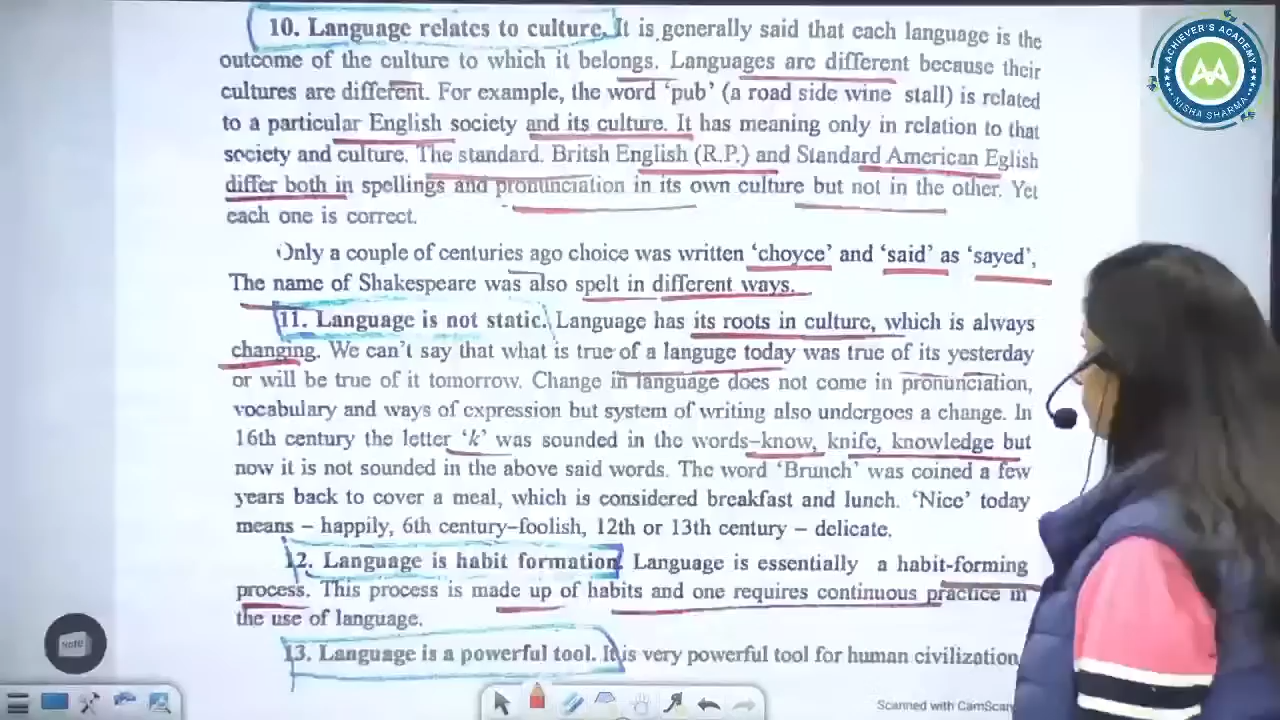 10. Language relates to culture. It is generally said that each language is the
outcome of the culture to which it belongs. Languages are different because their
cultures are different. For example, the word ‘pub’ (a road side wine stall) is related
to a particular English society and its culture. It has meaning only in relation to that
society and culture. The standard. Britsh English (R.P.) and Standard American Eglish
differ both in spellings and pronunciation in its own culture but not in the other. Yet
each one is correct.
Only a couple of centuries ago choice was written ‘choyce’ and ‘said’ as ‘sayed’,
The name of Shakespeare was also spelt in different ways.
11. Language is not static. Language has its roots in culture, which is always
changing. We can’t say that what is true of a languge today was true of its yesterday
or will be true of it tomorrow. Change in language does not come in pronunciation,
vocabulary and ways of expression but system of writing also undergoes a change. In
16th century the letter ‘k’ was sounded in the words–know, knife, knowledge but
now it is not sounded in the above said words. The word ‘Brunch’ was coined a few
years back to cover a meal, which is considered breakfast and lunch. ‘Nice’ today
means – happily, 6th century–foolish, 12th or 13th century – delicate.
12. Language is habit formation. Language is essentially a habit-forming
process. This process is made up of habits and one requires continuous practice in
the use of language.
13. Language is a powerful tool. It is very powerful tool for human civilization
ACHIEVER'S ACADEMY
NISHA SHARMA
Note
Scanned with CamScan